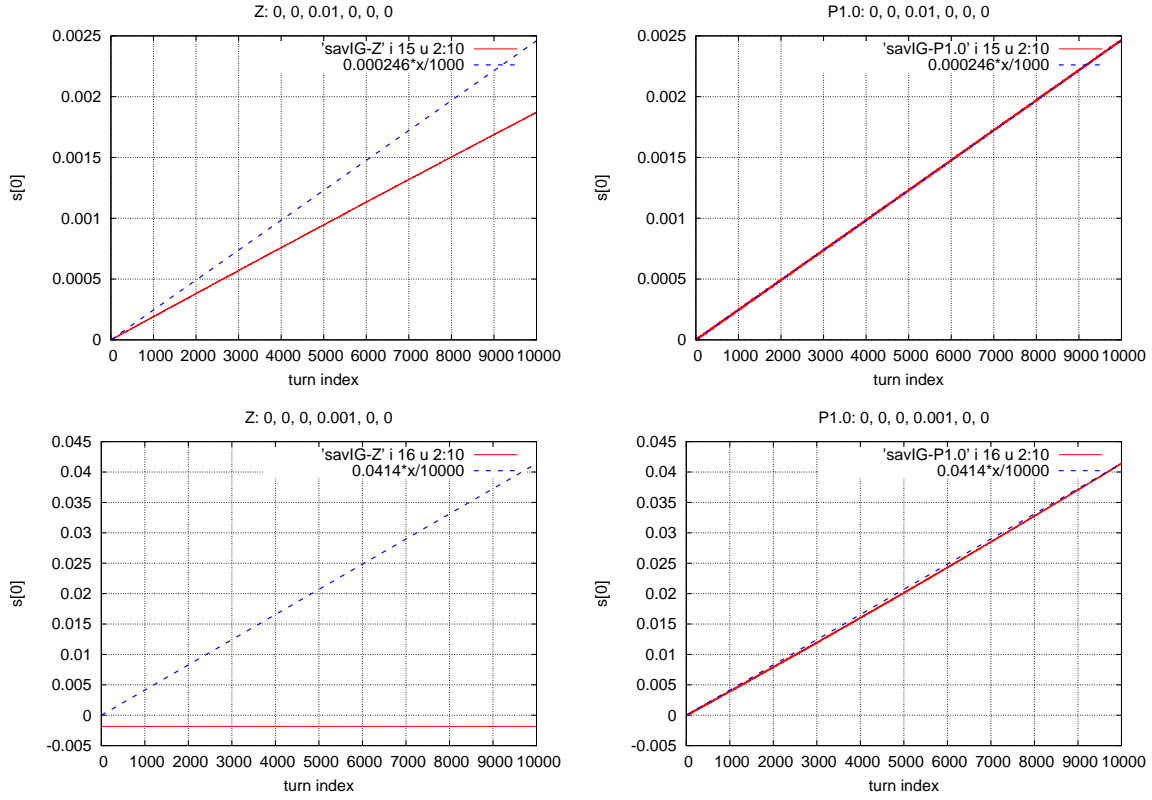 Z: 0, 0, 0.01, 0, 0, 0
0.0025
0.002
0.0015
0.001
0.0005
0
s[0]
'savIG-Z' i 15 u 2:10
0.000246*x/1000
0 1000 2000 3000 4000 5000 6000 7000 8000 9000 10000
turn index
P1.0: 0, 0, 0.01, 0, 0, 0
0.0025
0.002
0.0015
0.001
0.0005
0
s[0]
'savIG-P1.0' i 15 u 2:10
0.000246*x/1000
0 1000 2000 3000 4000 5000 6000 7000 8000 9000 10000
turn index
Z: 0, 0, 0, 0.001, 0, 0
0.045
0.04
0.035
0.03
0.025
0.02
0.015
0.01
0.005
0
-0.005
s[0]
'savIG-Z' i 16 u 2:10
0.0414*x/10000
0 1000 2000 3000 4000 5000 6000 7000 8000 9000 10000
turn index
P1.0: 0, 0, 0, 0.001, 0, 0
0.045
0.04
0.035
0.03
0.025
0.02
0.015
0.01
0.005
0
-0.005
s[0]
'savIG-P1.0' i 16 u 2:10
0.0414*x/10000
0 1000 2000 3000 4000 5000 6000 7000 8000 9000 10000
turn index